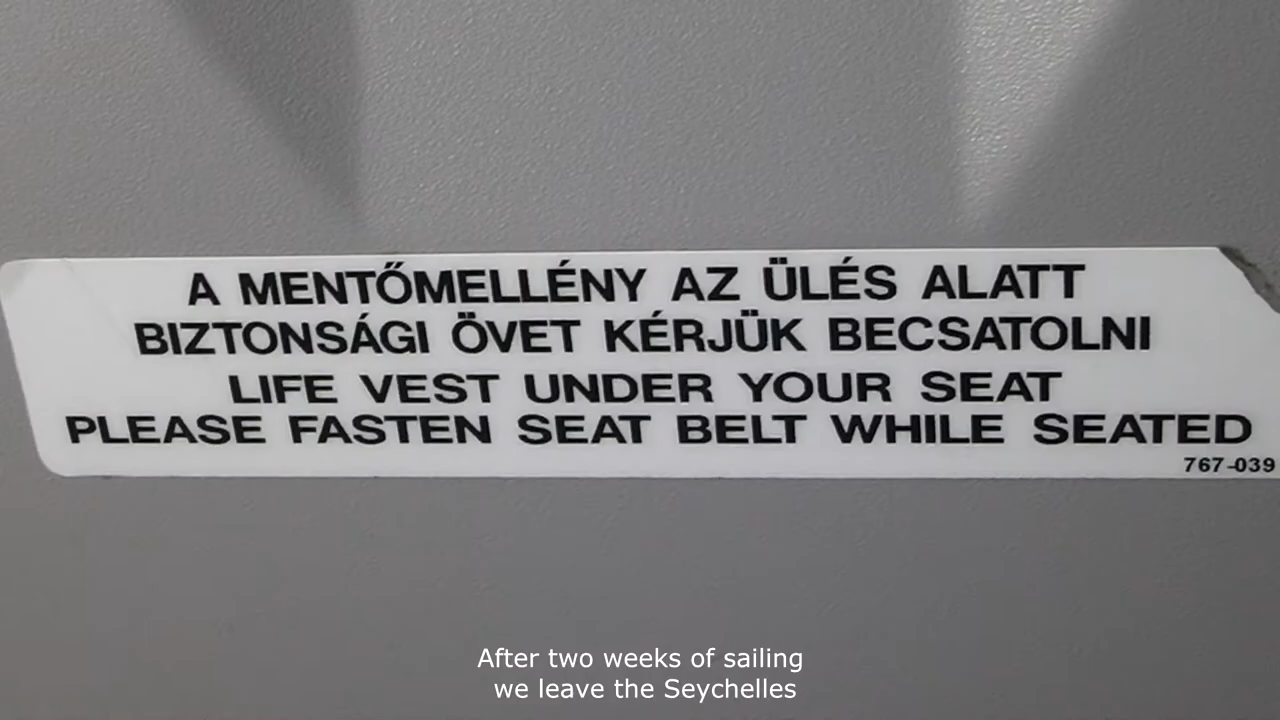 A MENTŐMELLÉNY AZ ÜLÉS ALATT
BIZTONSÁGI ÖVET KÉRJÜK BECSATOLNI
LIFE VEST UNDER YOUR SEAT
PLEASE FASTEN SEAT BELT WHILE SEATED
767-039
After two weeks of sailing
we leave the Seychelles